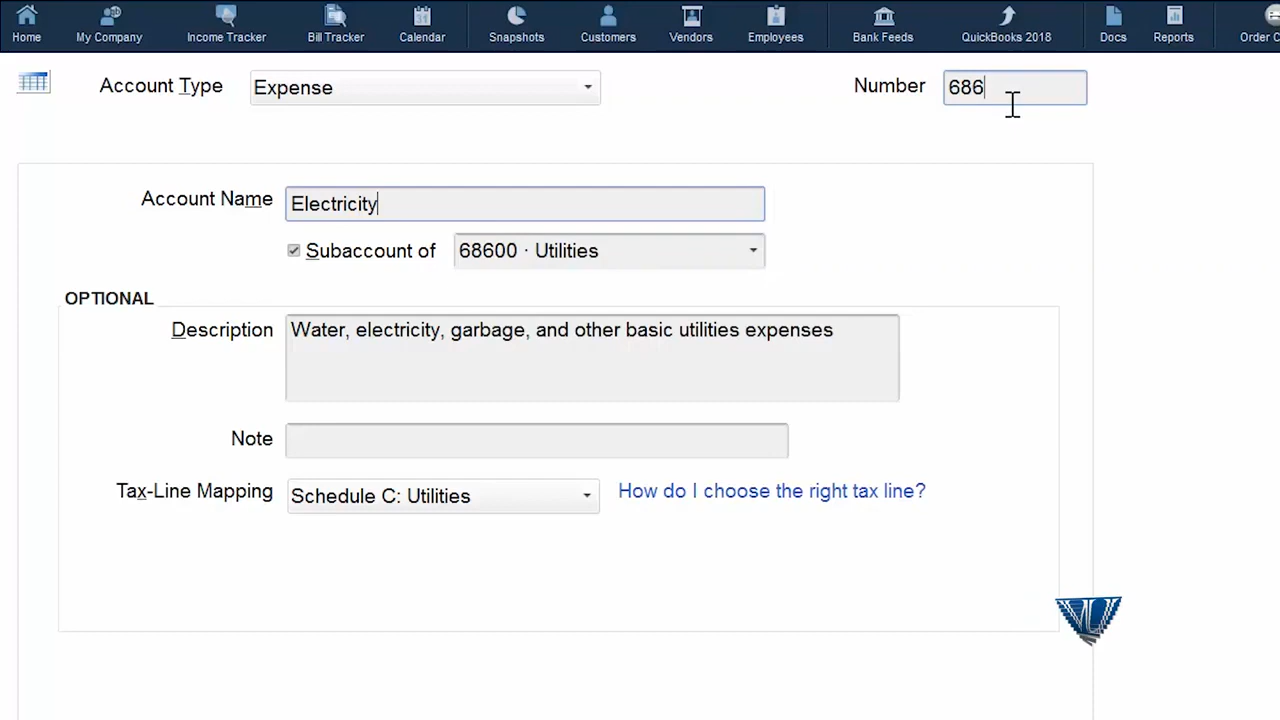 Home
My Company
Income Tracker
Bill Tracker
Calendar
Snapshots
Customers
Vendors
Employees
Bank Feeds
QuickBooks 2018
Docs
Reports
Order C
Account Type
Expense
Number
686
Account Name
Electricity
Subaccount of
68600 · Utilities
OPTIONAL
Description
Water, electricity, garbage, and other basic utilities expenses
Note
Tax-Line Mapping
Schedule C: Utilities
How do I choose the right tax line?